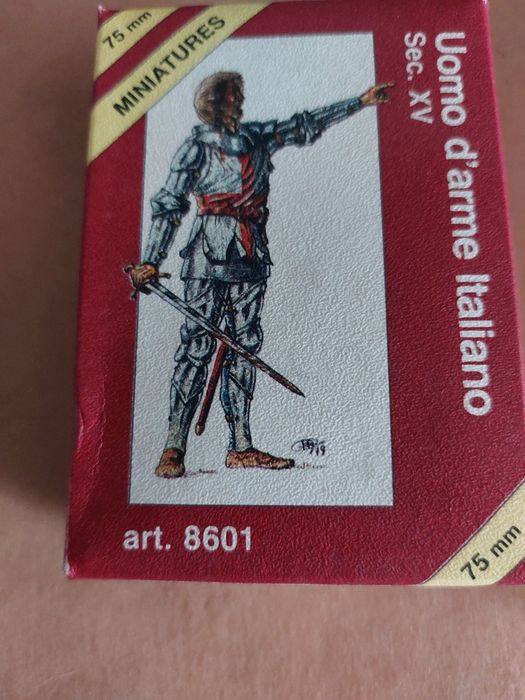 75 mm
MINIATURES
Uomo d'arme Italiano
Sec. XV
art. 8601
75 mm